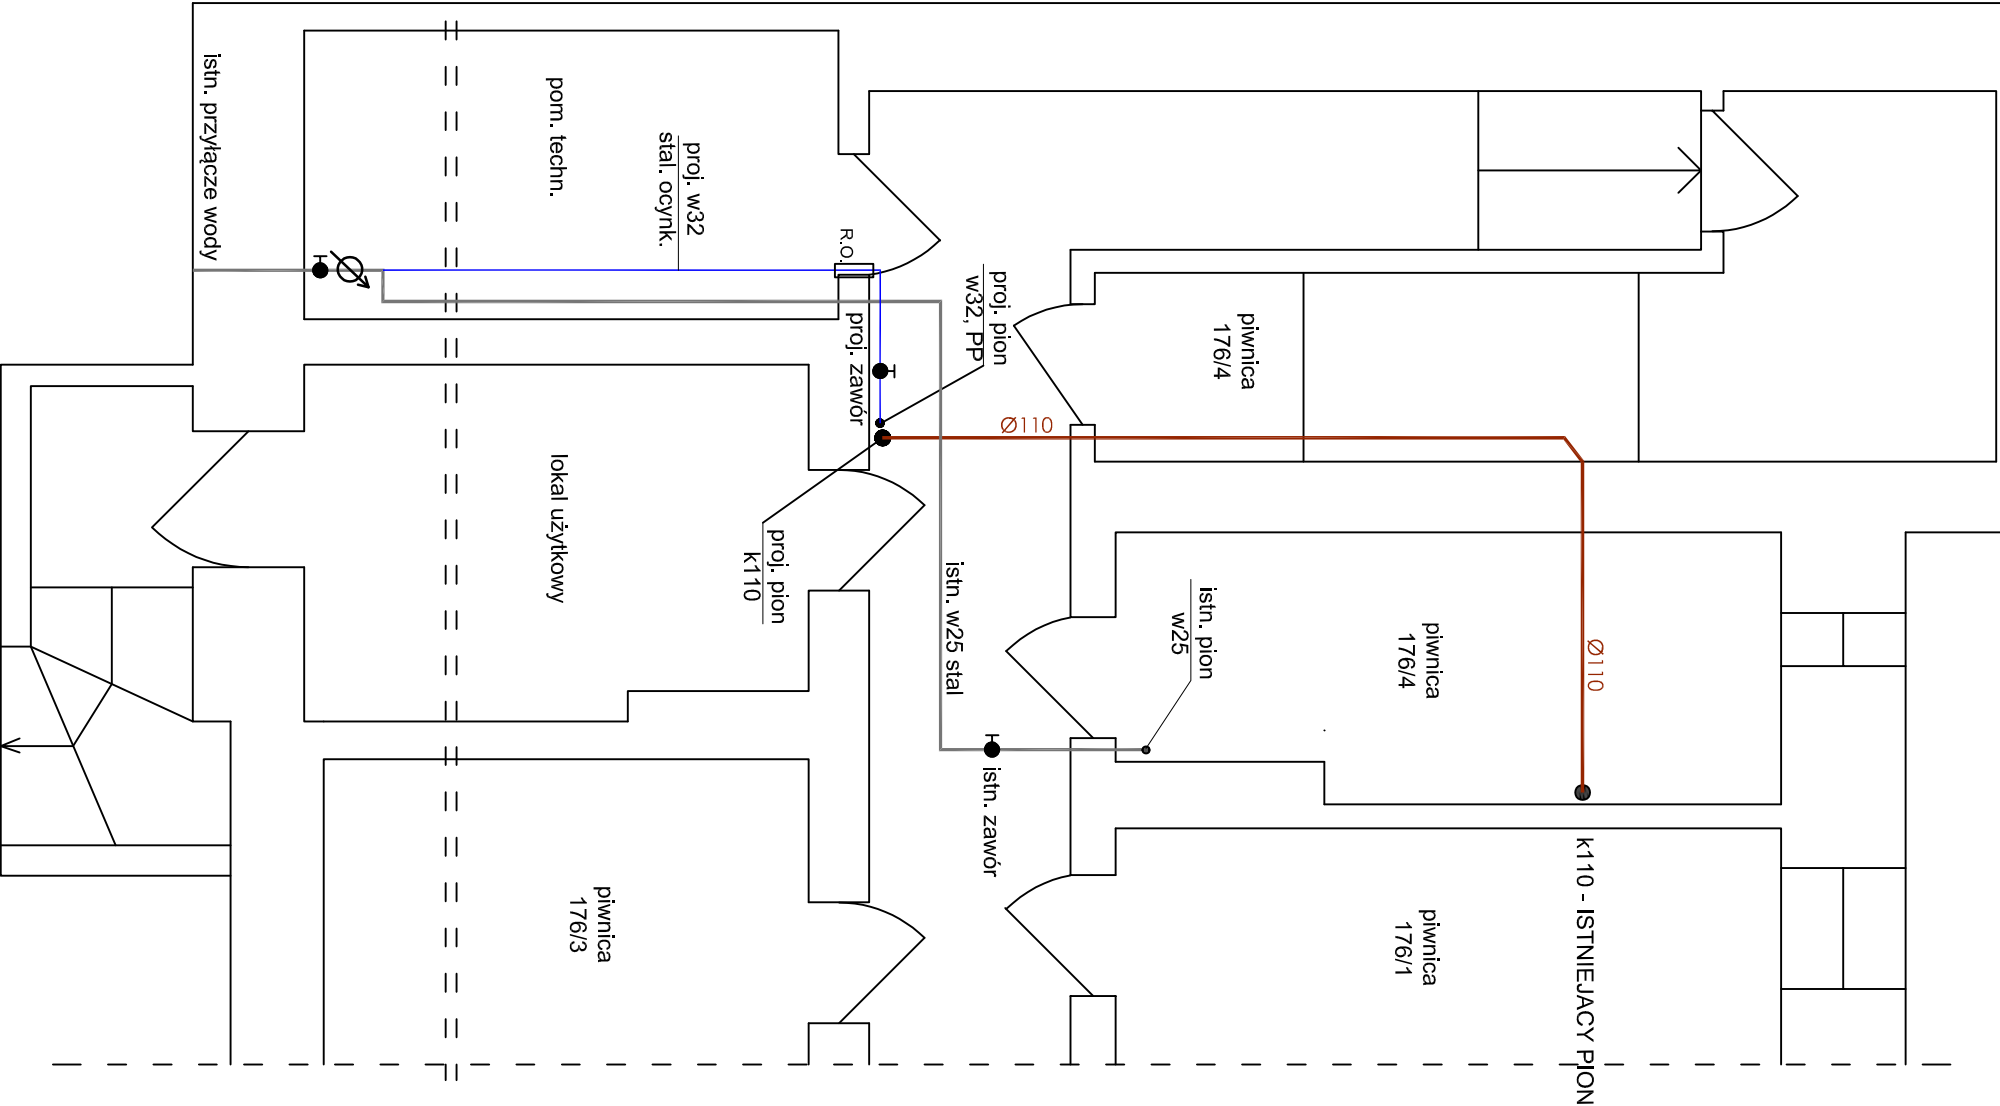 istn. przyłącze wody
pom. techn.
proj. w32
stal. ocynk.
R.O.
proj. zawór
proj. pion
w32, PP
piwnica
176/4
Ø110
lokal użytkowy
proj. pion
k110
istn. w25 stal
istn. pion
w25
piwnica
176/4
Ø110
istn. zawór
piwnica
176/3
piwnica
176/1
k110 - ISTNIEJACY PION